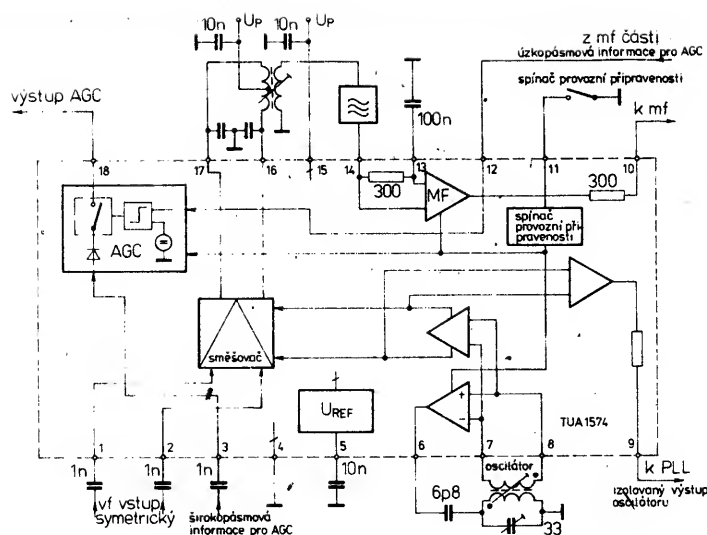 10n
UP
10n
UP
z mf části
úzkopásmová informace pro AGC
spínač provozní připravenosti
výstup AGC
100n
k mf
18
17
16
15
14
13
12
11
10
300
MF
300
spínač
provozní při-
pravenosti
AGC
směšovač
UREF
+
-
TUA1574
1
2
3
4
5
6
7
8
9
1n
1n
1n
10n
oscilátor
k PLL
izolovaný výstup
oscilátoru
vf vstup
symetrický
širokopásmová
informace pro AGC
6p8
33